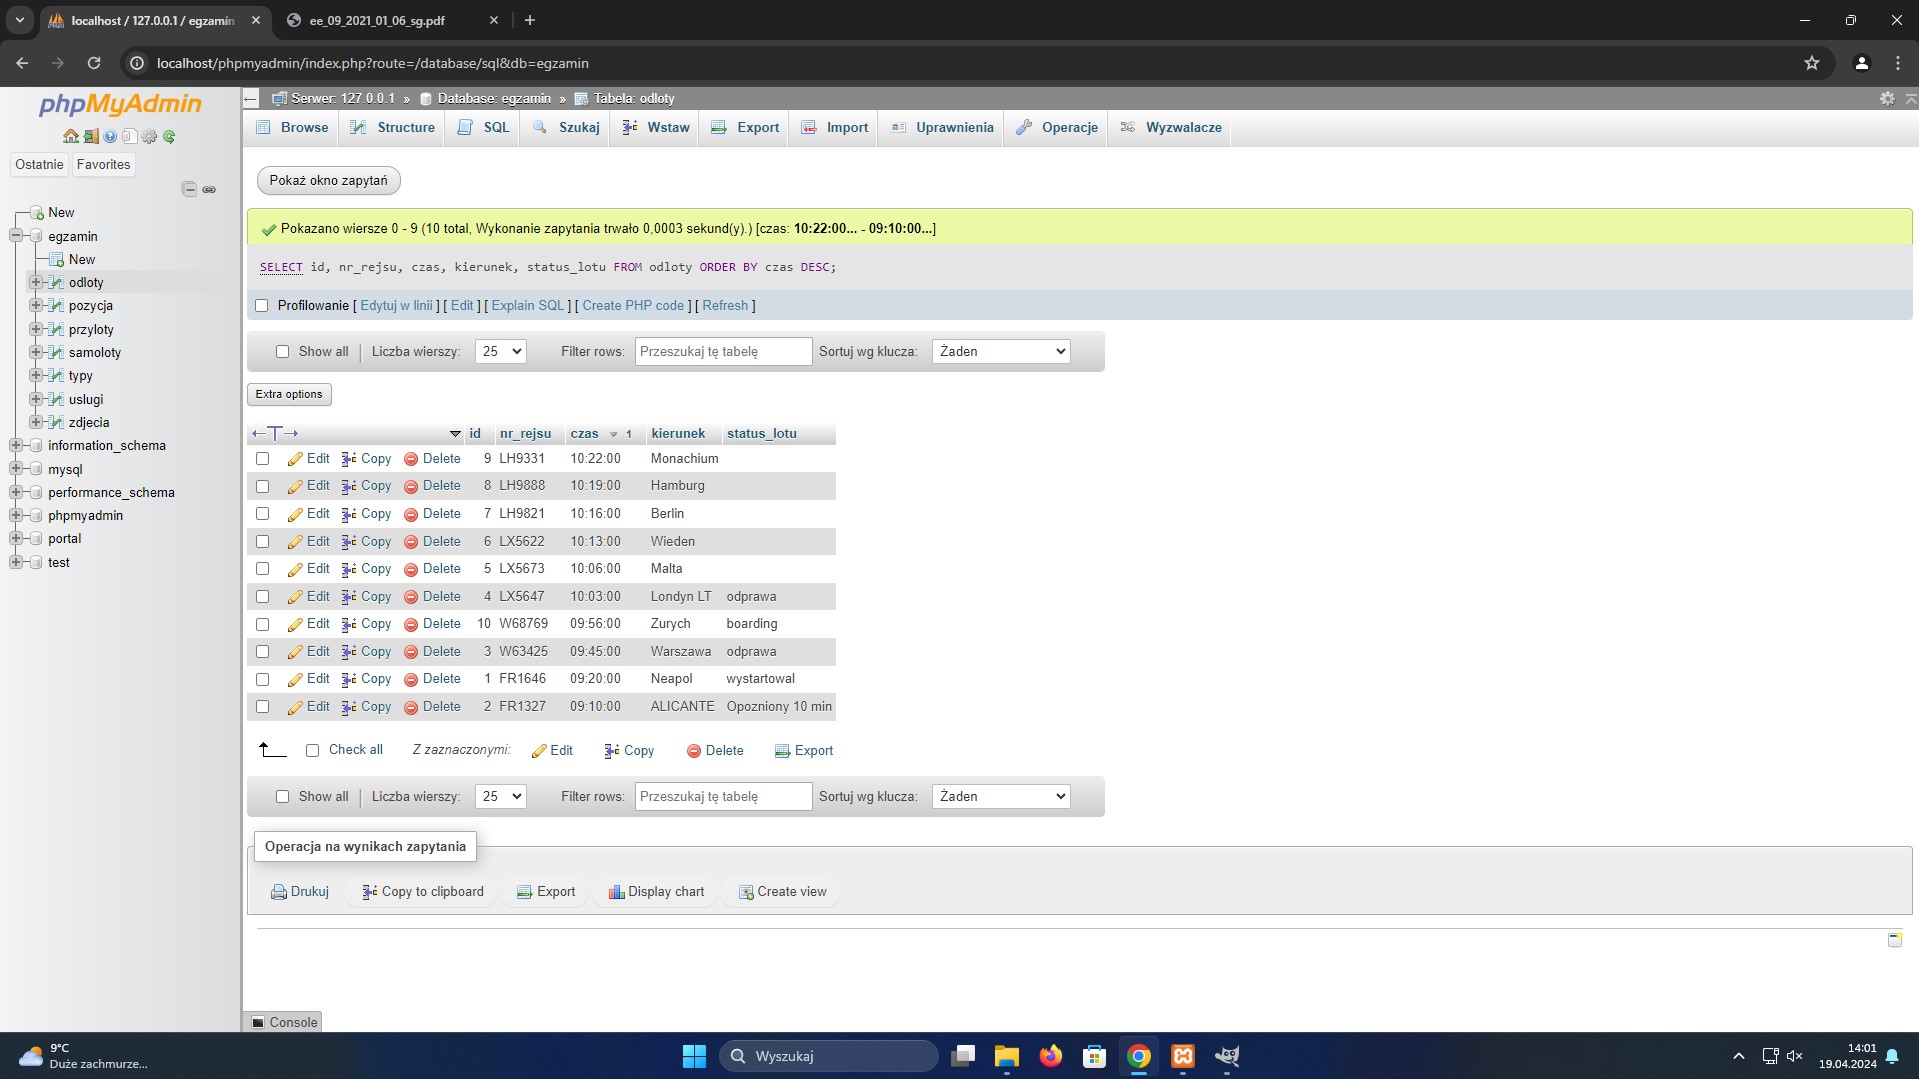 localhost / 127.0.0.1 / egzamin
ee_09_2021_01_06_sg.pdf
localhost/phpmyadmin/index.php?route=/database/sql&db=egzamin
phpMyAdmin
Ostatnie Favorites
New
egzamin
New
odloty
pozycja
przyloty
samoloty
typy
uslugi
zdjecia
information_schema
mysql
performance_schema
phpmyadmin
portal
test
Serwer: 127.0.0.1 » Database: egzamin » Tabela: odloty
Browse Structure SQL Szukaj Wstaw Export Import Uprawnienia Operacje Wyzwalacze
Pokaż okno zapytań
Pokazano wiersze 0 - 9 (10 total, Wykonanie zapytania trwało 0,0003 sekund(y).) [czas: 10:22:00... - 09:10:00...]
SELECT id, nr_rejsu, czas, kierunek, status_lotu FROM odloty ORDER BY czas DESC;
Profilowanie [ Edytuj w linii ] [ Edit ] [ Explain SQL ] [ Create PHP code ] [ Refresh ]
Show all Liczba wierszy: 25 Filter rows: Przeszukaj tę tabelę Sortuj wg klucza: Żaden
Extra options
id nr_rejsu czas 1 kierunek status_lotu
Edit Copy Delete 9 LH9331 10:22:00 Monachium
Edit Copy Delete 8 LH9888 10:19:00 Hamburg
Edit Copy Delete 7 LH9821 10:16:00 Berlin
Edit Copy Delete 6 LX5622 10:13:00 Wieden
Edit Copy Delete 5 LX5673 10:06:00 Malta
Edit Copy Delete 4 LX5647 10:03:00 Londyn LT odprawa
Edit Copy Delete 10 W68769 09:56:00 Zurych boarding
Edit Copy Delete 3 W63425 09:45:00 Warszawa odprawa
Edit Copy Delete 1 FR1646 09:20:00 Neapol wystartowal
Edit Copy Delete 2 FR1327 09:10:00 ALICANTE Opozniony 10 min
Check all Z zaznaczonymi: Edit Copy Delete Export
Show all Liczba wierszy: 25 Filter rows: Przeszukaj tę tabelę Sortuj wg klucza: Żaden
Operacja na wynikach zapytania
Drukuj Copy to clipboard Export Display chart Create view
Console
9°C
Duże zachmurze...
Wyszukaj
14:01
19.04.2024